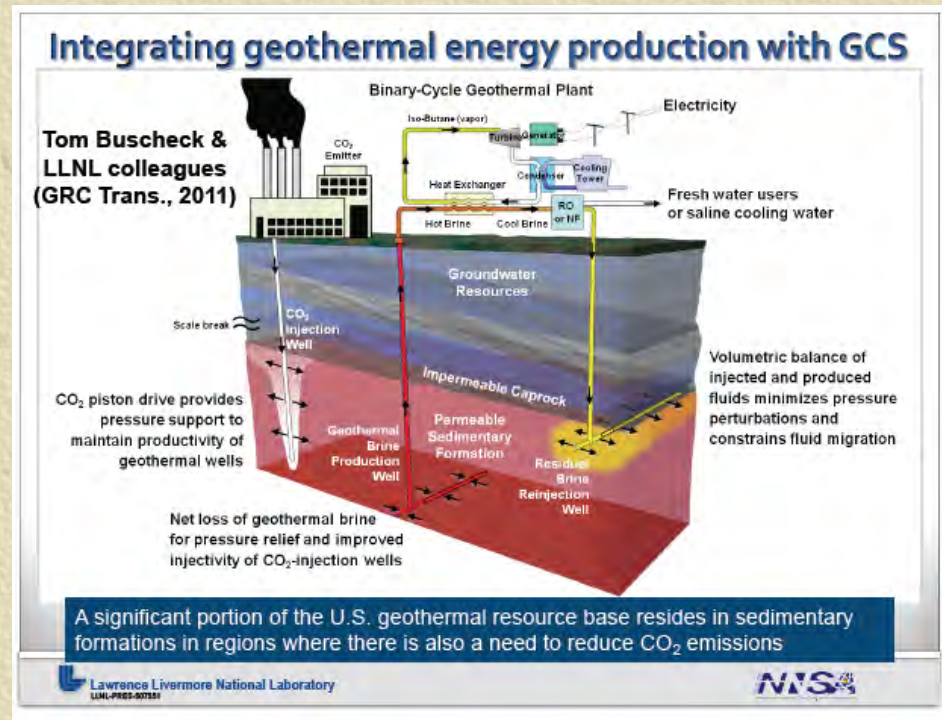 Integrating geothermal energy production with GCS
Binary-Cycle Geothermal Plant
Tom Buscheck &
LLNL colleagues
(GRC Trans., 2011)
CO₂
Emitter
Iso-Butane (vapor)
Turbine
Generator
Electricity
Condenser
Cooling
Tower
Heat Exchanger
Hot Brine
Cool Brine
RO
or NF
Fresh water users
or saline cooling water
Groundwater
Resources
Scale break
CO₂
Injection
Well
Impermeable Caprock
CO₂ piston drive provides
pressure support to
maintain productivity of
geothermal wells
Geothermal
Brine
Production
Well
Permeable
Sedimentary
Formation
Residual
Brine
Reinjection
Well
Volumetric balance of
injected and produced
fluids minimizes pressure
perturbations and
constrains fluid migration
Net loss of geothermal brine
for pressure relief and improved
injectivity of CO₂-injection wells
A significant portion of the U.S. geothermal resource base resides in sedimentary
formations in regions where there is also a need to reduce CO₂ emissions
Lawrence Livermore National Laboratory
LLNL-PRES-507551
NNSA